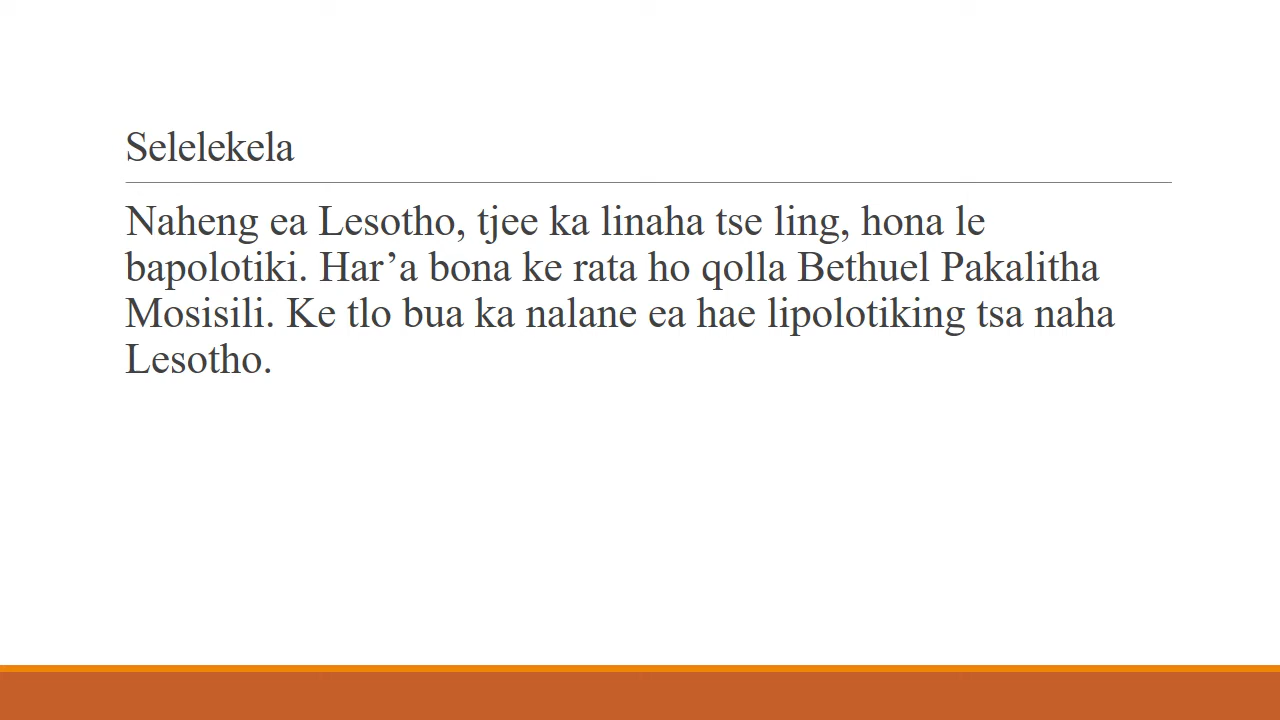 Selelekela
Naheng ea Lesotho, tjee ka linaha tse ling, hona le
bapolotiki. Har’a bona ke rata ho qolla Bethuel Pakalitha
Mosisili. Ke tlo bua ka nalane ea hae lipolotiking tsa naha
Lesotho.